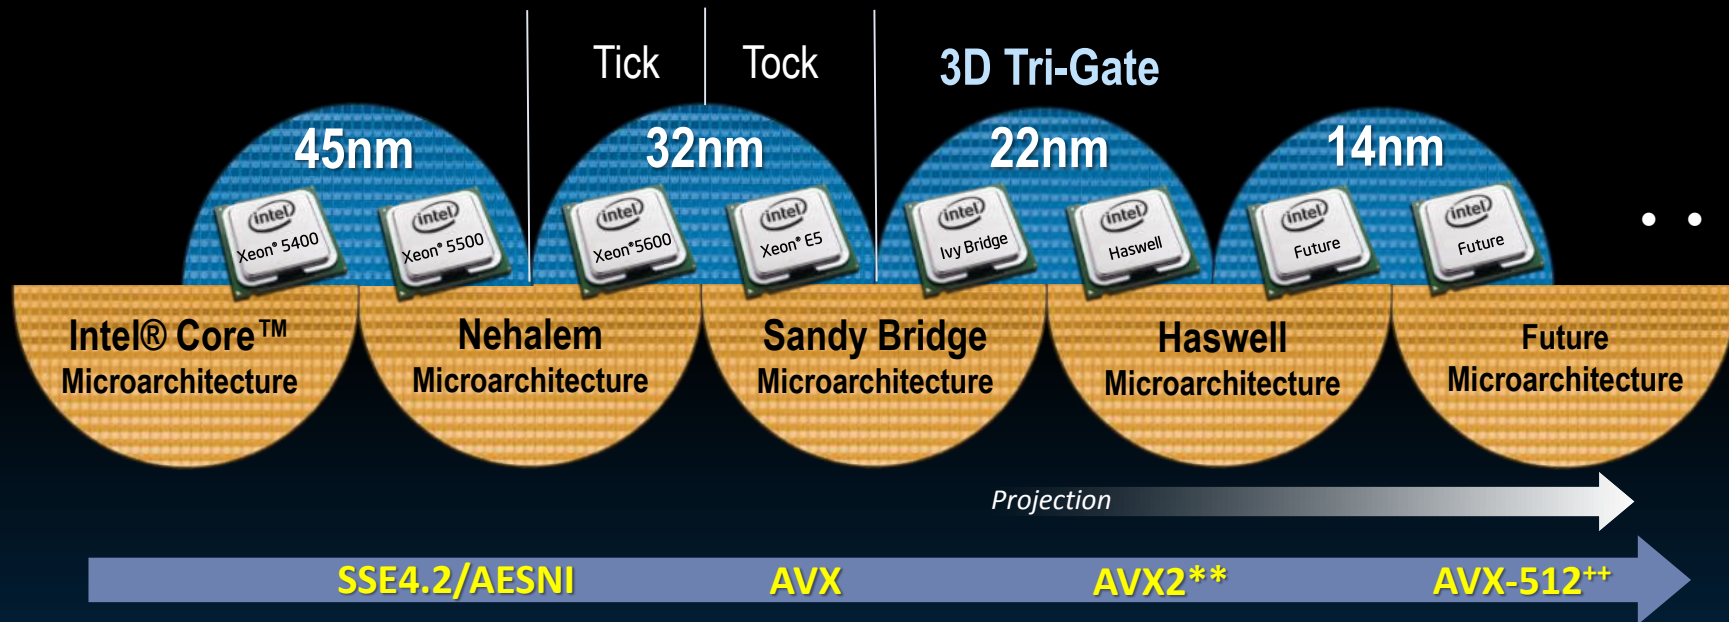 Tick
Tock
3D Tri-Gate
45nm
32nm
22nm
14nm
intel
Xeon® 5400
intel
Xeon® 5500
intel
Xeon® 5600
intel
Xeon® E5
intel
Ivy Bridge
intel
Haswell
intel
Future
intel
Future
Intel® Core™
Microarchitecture
Nehalem
Microarchitecture
Sandy Bridge
Microarchitecture
Haswell
Microarchitecture
Future
Microarchitecture
Projection
SSE4.2/AESNI
AVX
AVX2**
AVX-512++